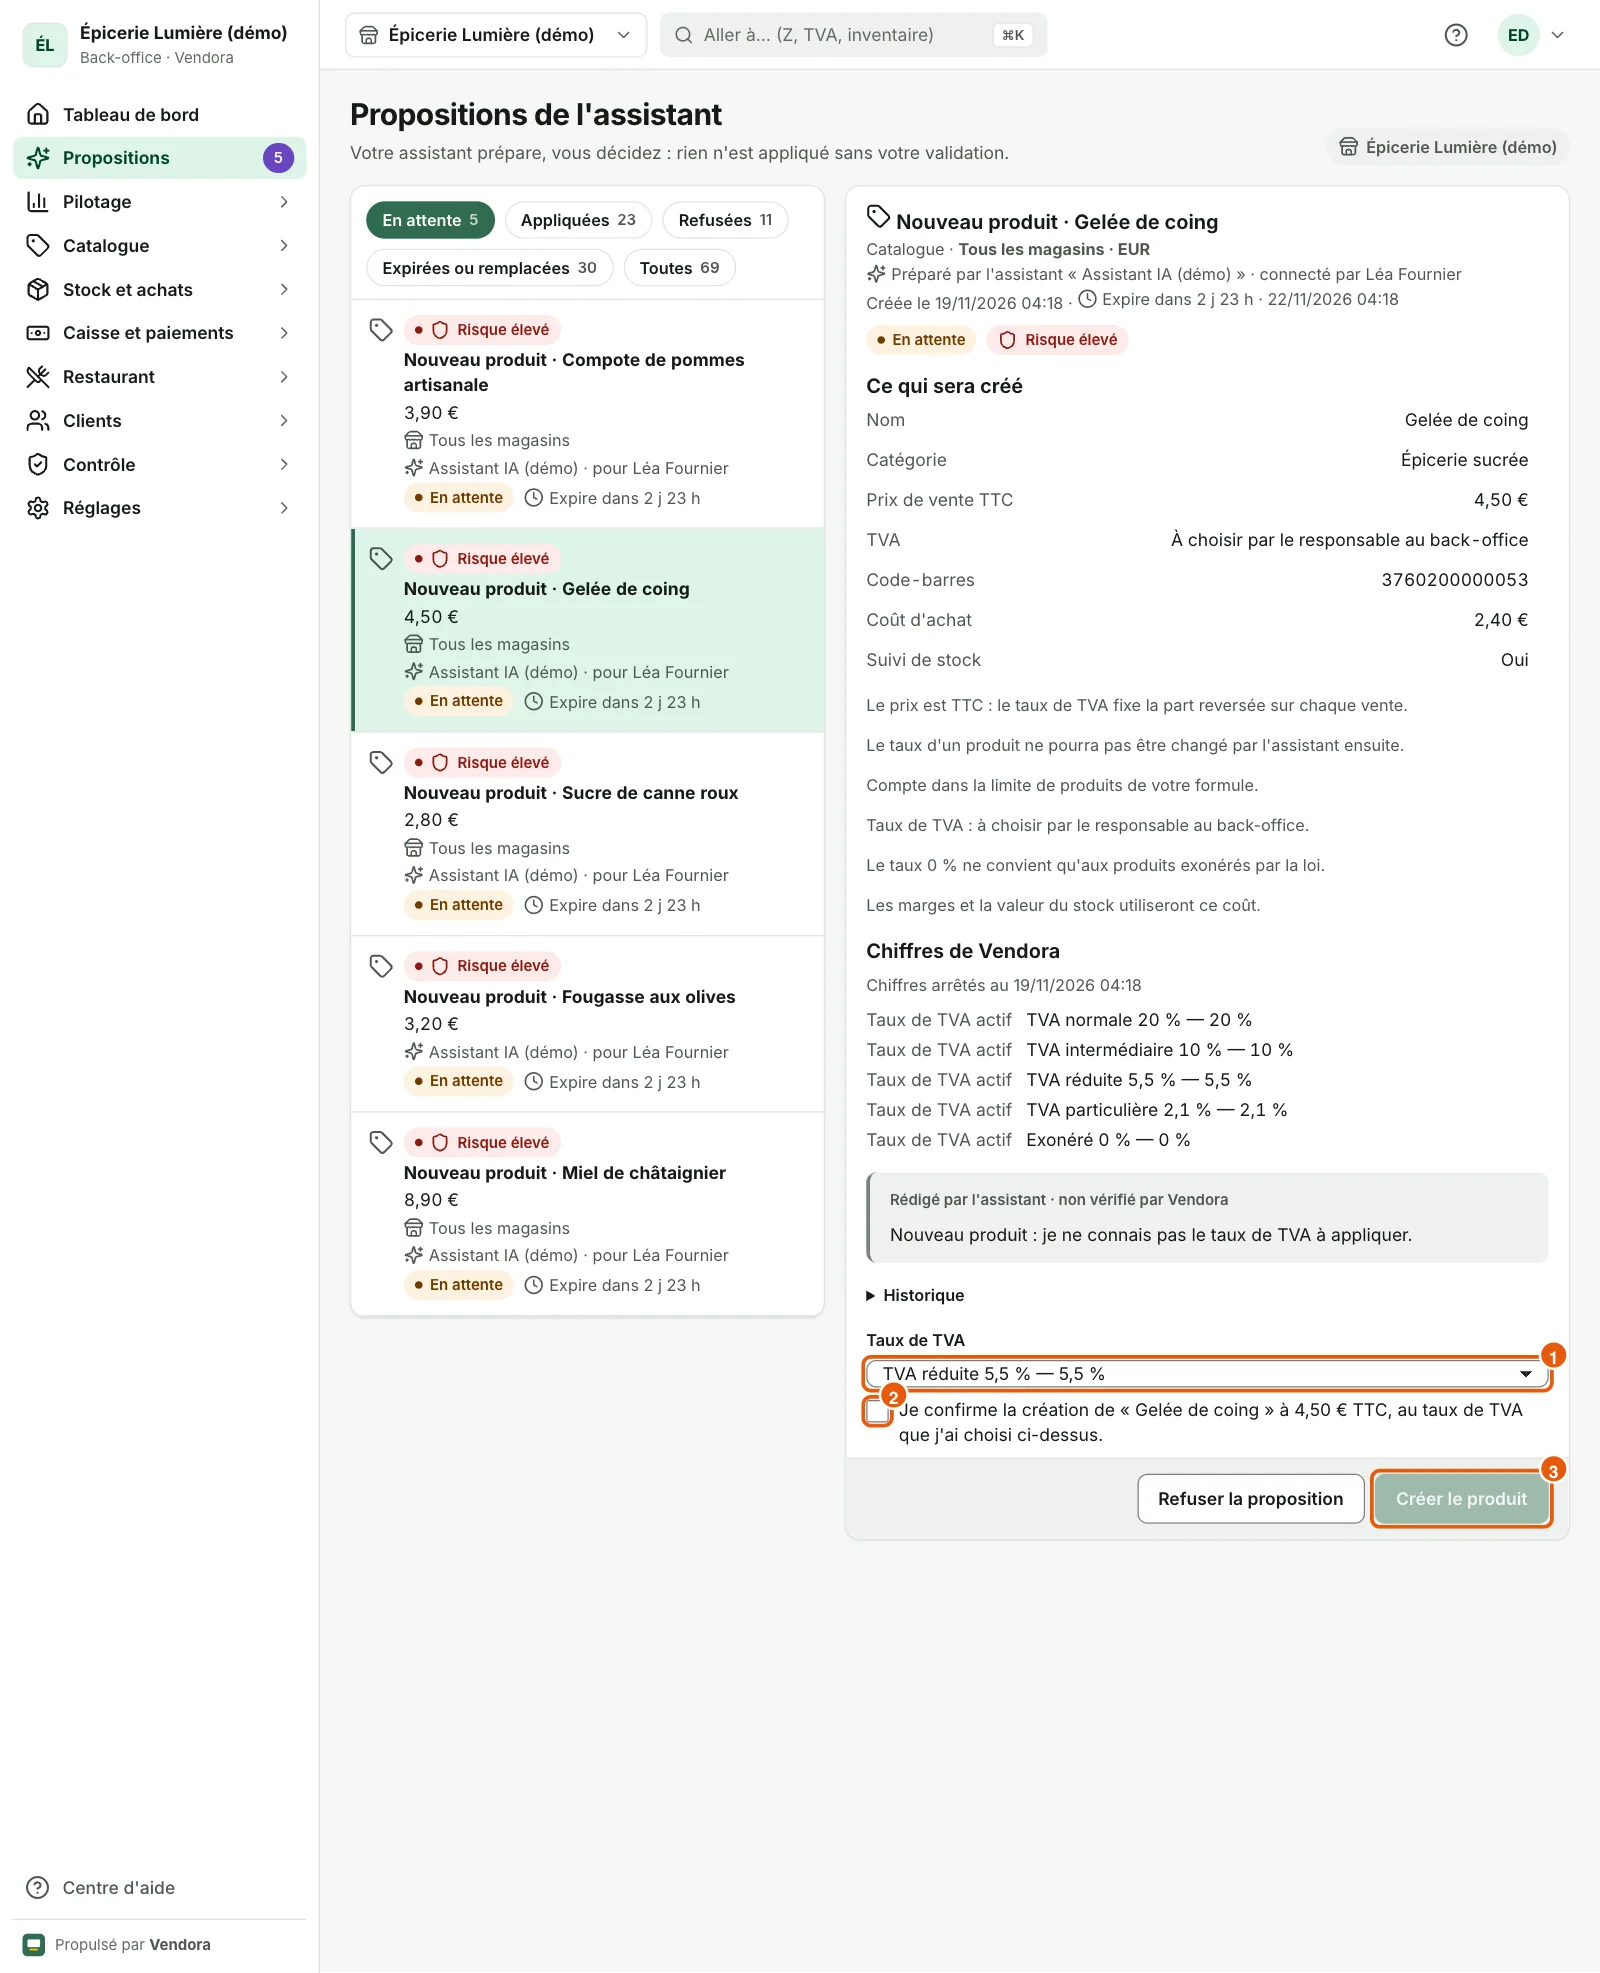 ÉL
Épicerie Lumière (démo)
Back-office · Vendora
Tableau de bord
Propositions 5
Pilotage
Catalogue
Stock et achats
Caisse et paiements
Restaurant
Clients
Contrôle
Réglages
Centre d'aide
Propulsé par Vendora
Épicerie Lumière (démo)
Aller à... (Z, TVA, inventaire) ⌘K
ED
Propositions de l'assistant
Votre assistant prépare, vous décidez : rien n'est appliqué sans votre validation.
Épicerie Lumière (démo)
En attente 5
Appliquées 23
Refusées 11
Expirées ou remplacées 30
Toutes 69
Risque élevé
Nouveau produit · Compote de pommes
artisanale
3,90 €
Tous les magasins
Assistant IA (démo) · pour Léa Fournier
En attente Expire dans 2 j 23 h
Risque élevé
Nouveau produit · Gelée de coing
4,50 €
Tous les magasins
Assistant IA (démo) · pour Léa Fournier
En attente Expire dans 2 j 23 h
Risque élevé
Nouveau produit · Sucre de canne roux
2,80 €
Tous les magasins
Assistant IA (démo) · pour Léa Fournier
En attente Expire dans 2 j 23 h
Risque élevé
Nouveau produit · Fougasse aux olives
3,20 €
Assistant IA (démo) · pour Léa Fournier
En attente Expire dans 2 j 23 h
Risque élevé
Nouveau produit · Miel de châtaignier
8,90 €
Tous les magasins
Assistant IA (démo) · pour Léa Fournier
En attente Expire dans 2 j 23 h
Nouveau produit · Gelée de coing
Catalogue · Tous les magasins · EUR
Préparé par l'assistant « Assistant IA (démo) » · connecté par Léa Fournier
Créée le 19/11/2026 04:18 · Expire dans 2 j 23 h · 22/11/2026 04:18
En attente Risque élevé
Ce qui sera créé
Nom Gelée de coing
Catégorie Épicerie sucrée
Prix de vente TTC 4,50 €
TVA À choisir par le responsable au back-office
Code-barres 3760200000053
Coût d'achat 2,40 €
Suivi de stock Oui
Le prix est TTC : le taux de TVA fixe la part reversée sur chaque vente.
Le taux d'un produit ne pourra pas être changé par l'assistant ensuite.
Compte dans la limite de produits de votre formule.
Taux de TVA : à choisir par le responsable au back-office.
Le taux 0 % ne convient qu'aux produits exonérés par la loi.
Les marges et la valeur du stock utiliseront ce coût.
Chiffres de Vendora
Chiffres arrêtés au 19/11/2026 04:18
Taux de TVA actif TVA normale 20 % — 20 %
Taux de TVA actif TVA intermédiaire 10 % — 10 %
Taux de TVA actif TVA réduite 5,5 % — 5,5 %
Taux de TVA actif TVA particulière 2,1 % — 2,1 %
Taux de TVA actif Exonéré 0 % — 0 %
Rédigé par l'assistant · non vérifié par Vendora
Nouveau produit : je ne connais pas le taux de TVA à appliquer.
Historique
Taux de TVA
1
TVA réduite 5,5 % — 5,5 %
2
Je confirme la création de « Gelée de coing » à 4,50 € TTC, au taux de TVA
que j'ai choisi ci-dessus.
3
Refuser la proposition
Créer le produit